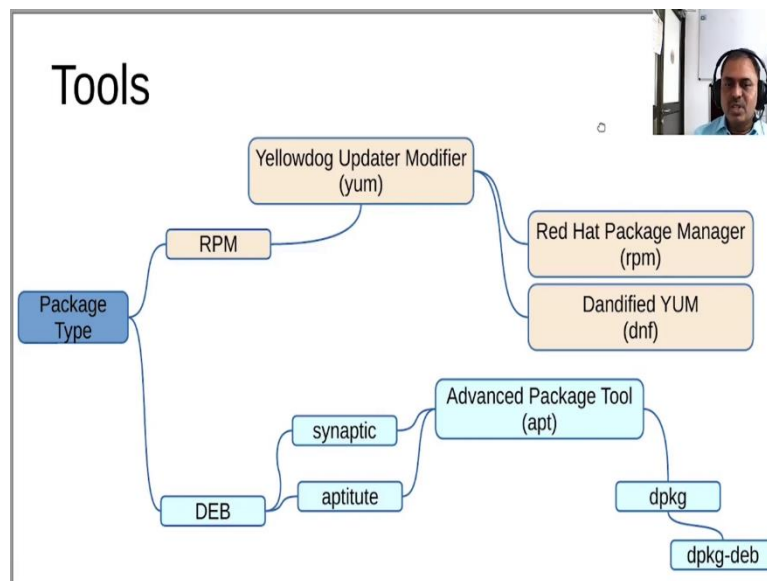 Tools
Yellowdog Updater Modifier
(yum)
RPM
Red Hat Package Manager
(rpm)
Package
Type
Dandified YUM
(dnf)
Advanced Package Tool
(apt)
synaptic
aptitute
DEB
dpkg
dpkg-deb